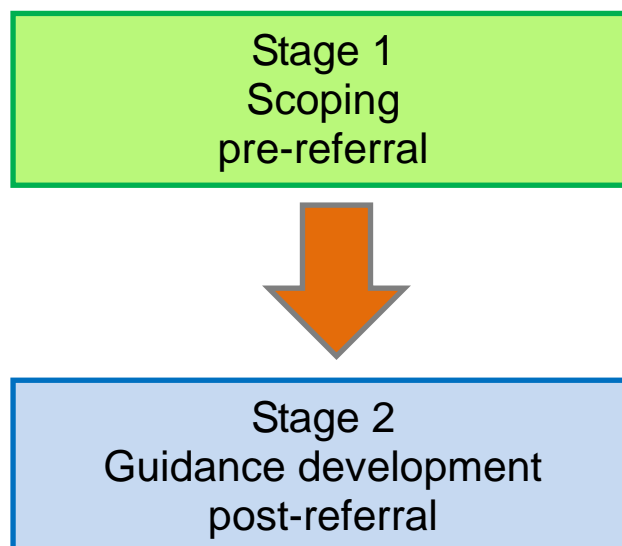 Stage 1
Scoping
pre-referral
Stage 2
Guidance development
post-referral